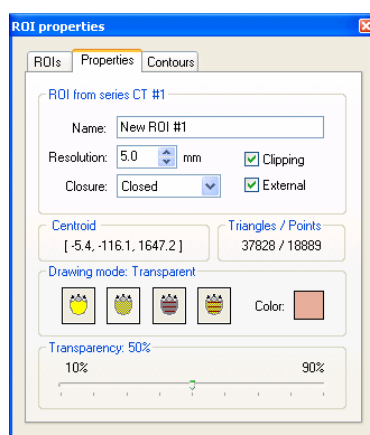 ROI properties
ROIs Properties Contours
ROI from series CT #1
Name: New ROI #1
Resolution: 5.0 mm Clipping
Closure: Closed External
Centroid Triangles / Points
[ -5.4, -116.1, 1647.2 ] 37828 / 18889
Drawing mode: Transparent
Color:
Transparency: 50%
10% 90%